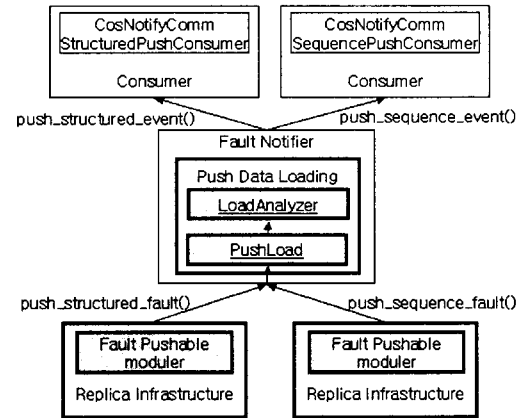 CosNotifyComm
StructuredPushConsumer
Consumer
CosNotifyComm
SequencePushConsumer
Consumer
push_structured_event()
push_sequence_event()
Fault Notifier
Push Data Loading
LoadAnalyzer
PushLoad
push_structured_fault()
push_sequence_fault()
Fault Pushable
moduler
Replica Infrastructure
Fault Pushable
moduler
Replica Infrastructure